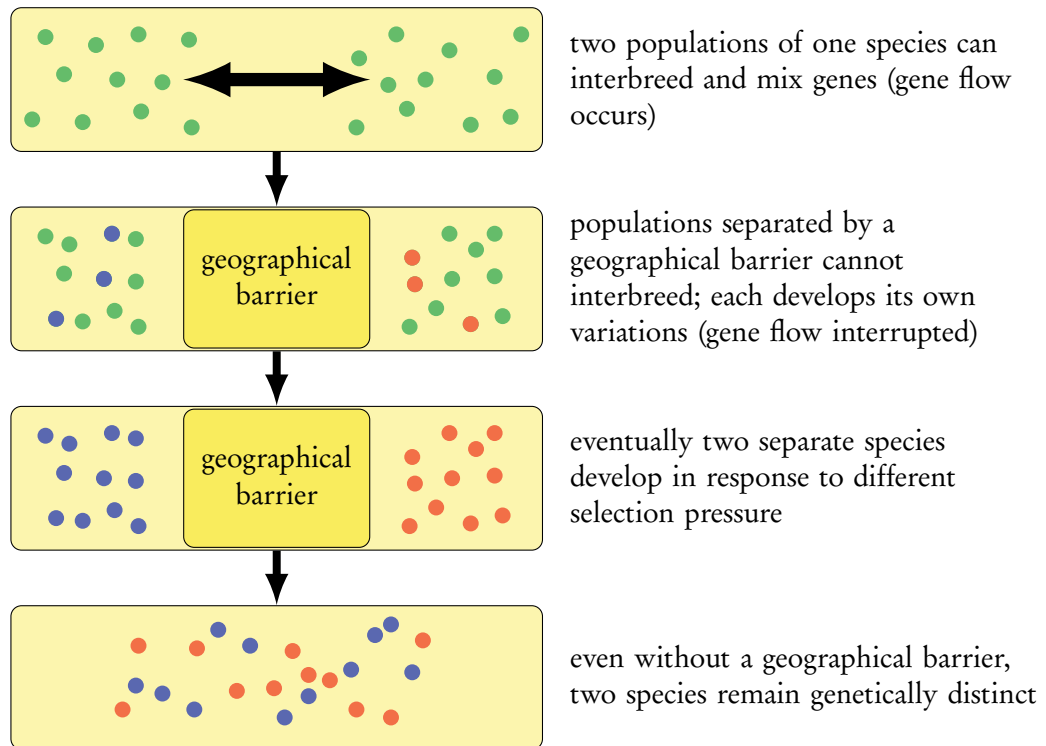 two populations of one species can
interbreed and mix genes (gene flow
occurs)
geographical
barrier
populations separated by a
geographical barrier cannot
interbreed; each develops its own
variations (gene flow interrupted)
geographical
barrier
eventually two separate species
develop in response to different
selection pressure
even without a geographical barrier,
two species remain genetically distinct